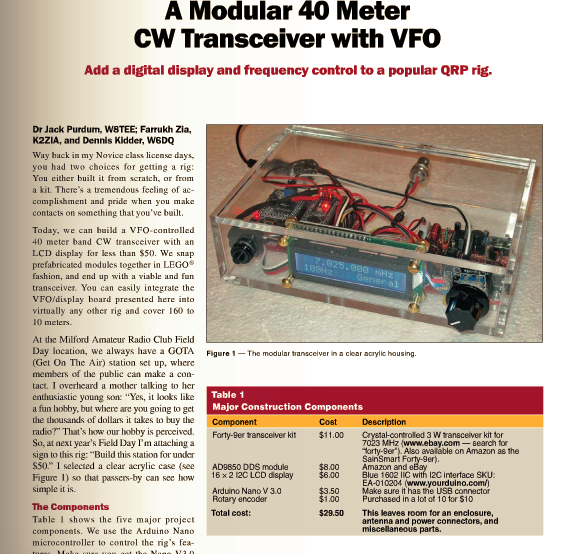 A Modular 40 Meter
CW Transceiver with VFO
Add a digital display and frequency control to a popular QRP rig.
Dr Jack Purdum, W8TEE; Farrukh Zia,
K2ZIA, and Dennis Kidder, W6DQ
Way back in my Novice class license days,
you had two choices for getting a rig:
You either built it from scratch, or from
a kit. There's a tremendous feeling of ac-
complishment and pride when you make
contacts on something that you've built.
Today, we can build a VFO-controlled
40 meter band CW transceiver with an
LCD display for less than $50. We snap
prefabricated modules together in LEGO®
fashion, and end up with a viable and fun
transceiver. You can easily integrate the
VFO/display board presented here into
virtually any other rig and cover 160 to
10 meters.
At the Milford Amateur Radio Club Field
Day location, we always have a GOTA
(Get On The Air) station set up, where
members of the public can make a con-
tact. I overheard a mother talking to her
enthusiastic young son: "Yes, it looks like
a fun hobby, but where are you going to get
the thousands of dollars it takes to buy the
radio?" That's how our hobby is perceived.
So, at next year's Field Day I'm attaching a
sign to this rig: "Build this station for under
$50." I selected a clear acrylic case (see
Figure 1) so that passers-by can see how
simple it is.
The Components
Table 1 shows the five major project
components. We use the Arduino Nano
microcontroller to control the rig's fea-
tures. Make sure you get the Nano V3.0
7.025.000 mHz
100Hz General
Figure 1 — The modular transceiver in a clear acrylic housing.
Table 1
Major Construction Components
Component Cost Description
Forty-9er transceiver kit $11.00 Crystal-controlled 3 W transceiver kit for
7023 MHz (www.ebay.com — search for
"forty-9er"). Also available on Amazon as the
SainSmart Forty-9er).
AD9850 DDS module $8.00 Amazon and eBay
16 × 2 I2C LCD display $6.00 Blue 1602 IIC with I2C interface SKU:
EA-010204 (www.yourduino.com/)
Arduino Nano V 3.0 $3.50 Make sure it has the USB connector
Rotary encoder $1.00 Purchased in a lot of 10 for $10
Total cost: $29.50 This leaves room for an enclosure,
antenna and power connectors, and
miscellaneous parts.